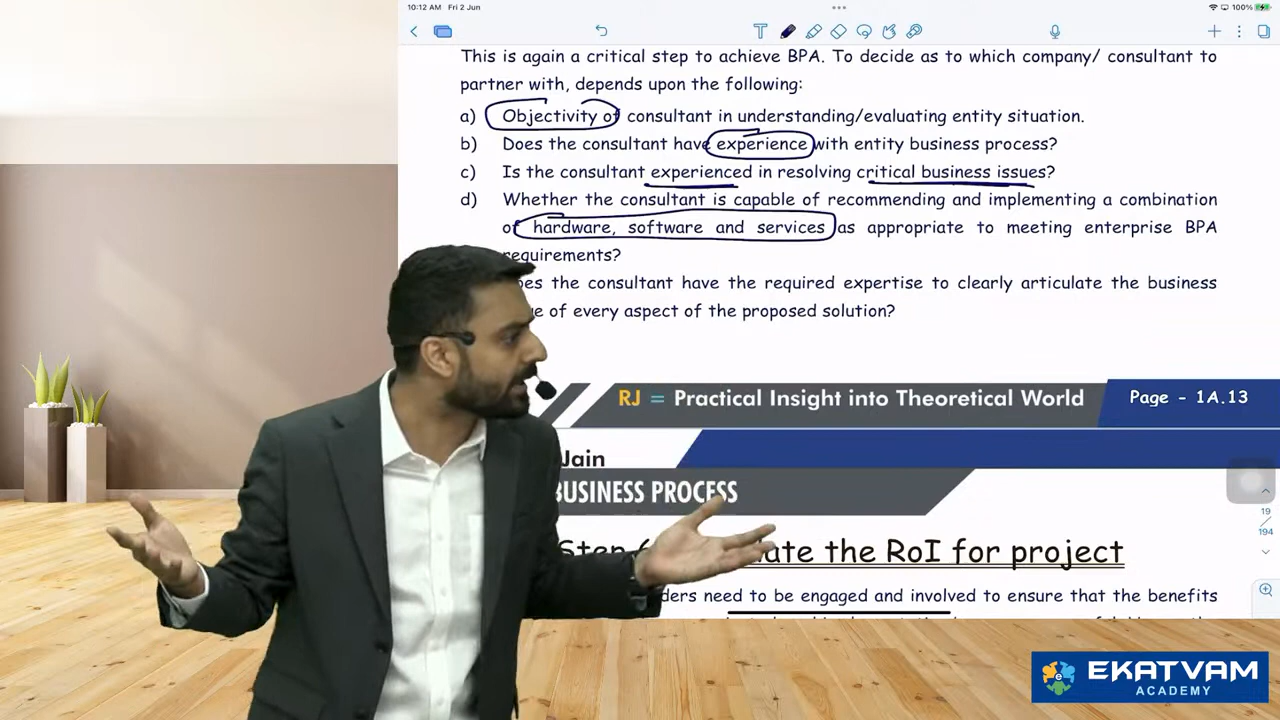 10:12 AM Fri 2 Jun
100%
This is again a critical step to achieve BPA. To decide as to which company/ consultant to
partner with, depends upon the following:
a) Objectivity of consultant in understanding/evaluating entity situation.
b) Does the consultant have experience with entity business process?
c) Is the consultant experienced in resolving critical business issues?
d) Whether the consultant is capable of recommending and implementing a combination
of hardware, software and services as appropriate to meeting enterprise BPA
requirements?
the consultant have the required expertise to clearly articulate the business
of every aspect of the proposed solution?
RJ = Practical Insight into Theoretical World
Page - 1A.13
Jain
BUSINESS PROCESS
Step the RoI for project
need to be engaged and involved to ensure that the benefits
19
194
EKATVAM
ACADEMY